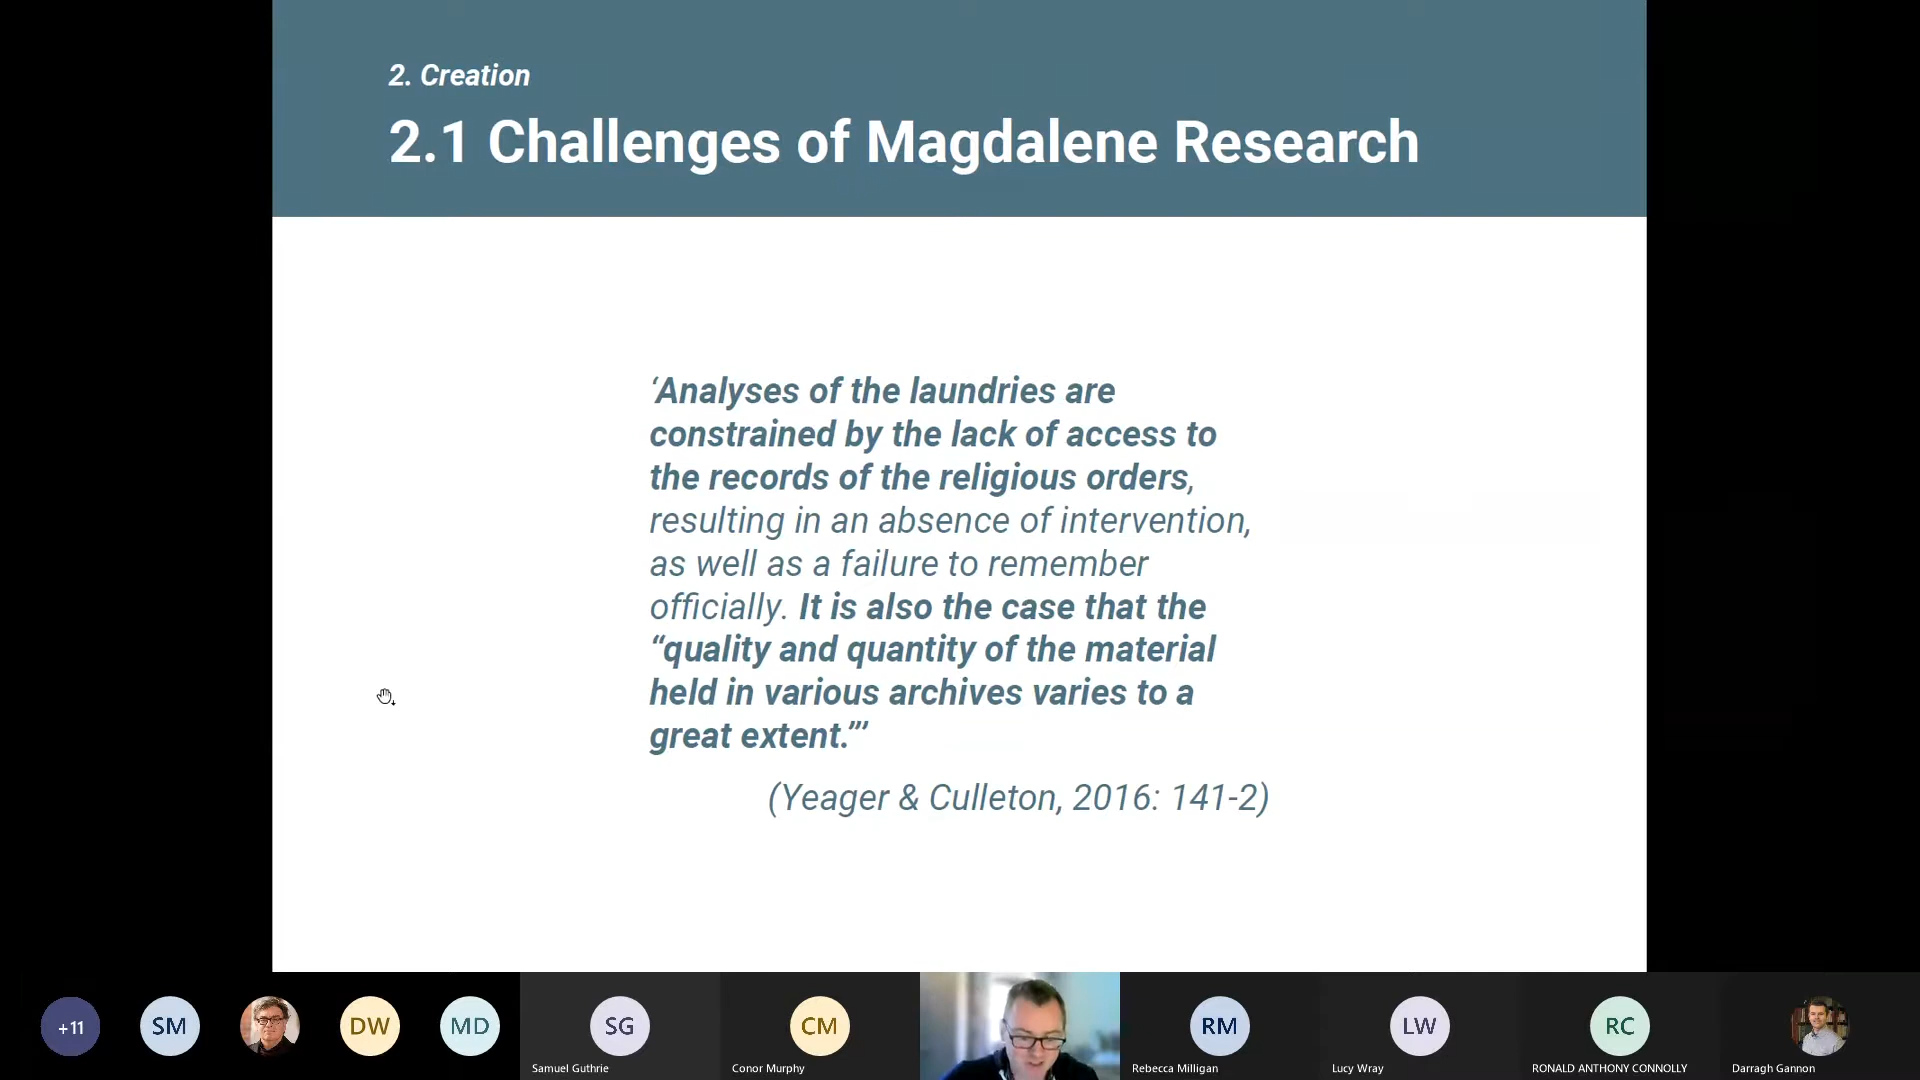 2. Creation
2.1 Challenges of Magdalene Research
‘Analyses of the laundries are
constrained by the lack of access to
the records of the religious orders,
resulting in an absence of intervention,
as well as a failure to remember
officially. It is also the case that the
“quality and quantity of the material
held in various archives varies to a
great extent.”’
(Yeager & Culleton, 2016: 141-2)
+11
SM
DW
MD
SG
CM
RM
LW
RC
Samuel Guthrie
Conor Murphy
Rebecca Milligan
Lucy Wray
RONALD ANTHONY CONNOLLY
Darragh Gannon